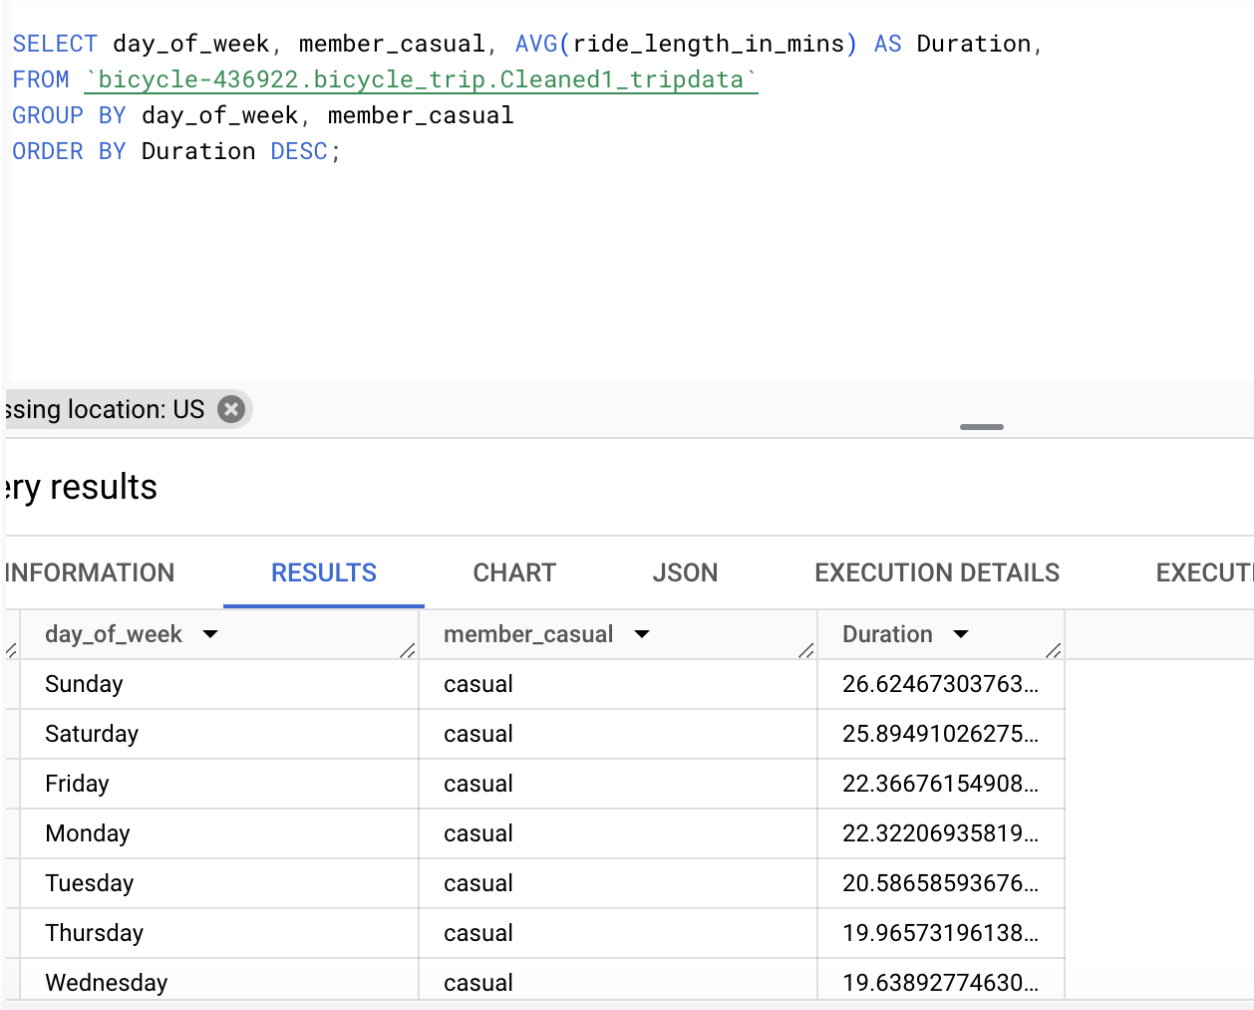 SELECT day_of_week, member_casual, AVG(ride_length_in_mins) AS Duration,
FROM `bicycle-436922.bicycle_trip.Cleaned1_tripdata`
GROUP BY day_of_week, member_casual
ORDER BY Duration DESC;
ssing location: US
ery results
INFORMATION RESULTS CHART JSON EXECUTION DETAILS EXECUTI
day_of_week member_casual Duration
Sunday casual 26.62467303763...
Saturday casual 25.89491026275...
Friday casual 22.36676154908...
Monday casual 22.32206935819...
Tuesday casual 20.58658593676...
Thursday casual 19.96573196138...
Wednesday casual 19.63892774630...